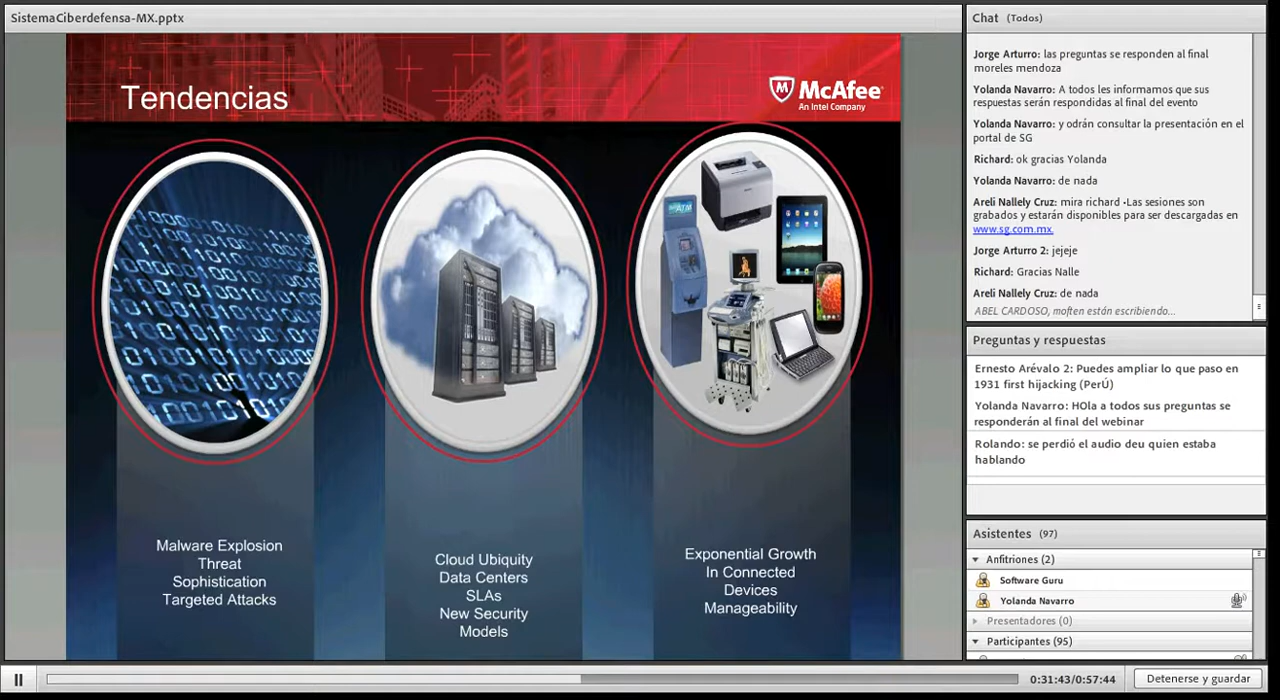 SistemaCiberdefensa-MX.pptx
Tendencias
McAfee
An Intel Company
ATM
Malware Explosion
Threat
Sophistication
Targeted Attacks
Cloud Ubiquity
Data Centers
SLAs
New Security
Models
Exponential Growth
In Connected
Devices
Manageability
Chat (Todos)
Jorge Arturro: las preguntas se responden al final
moreles mendoza
Yolanda Navarro: A todos les informamos que sus
respuestas serán respondidas al final del evento
Yolanda Navarro: y odrán consultar la presentación en el
portal de SG
Richard: ok gracias Yolanda
Yolanda Navarro: de nada
Areli Nallely Cruz: mira richard •Las sesiones son
grabados y estarán disponibles para ser descargadas en
www.sg.com.mx.
Jorge Arturo 2: jejeje
Richard: Gracias Nalle
Areli Nallely Cruz: de nada
ABEL CARDOSO, moften están escribiendo...
Preguntas y respuestas
Ernesto Arévalo 2: Puedes ampliar lo que paso en
1931 first hijacking (PerÚ)
Yolanda Navarro: HOla a todos sus preguntas se
responderán al final del webinar
Rolando: se perdió el audio deu quien estaba
hablando
Asistentes (97)
Anfitriones (2)
Software Guru
Yolanda Navarro
Presentadores (0)
Participantes (95)
0:31:43/0:57:44
Detenerse y guardar